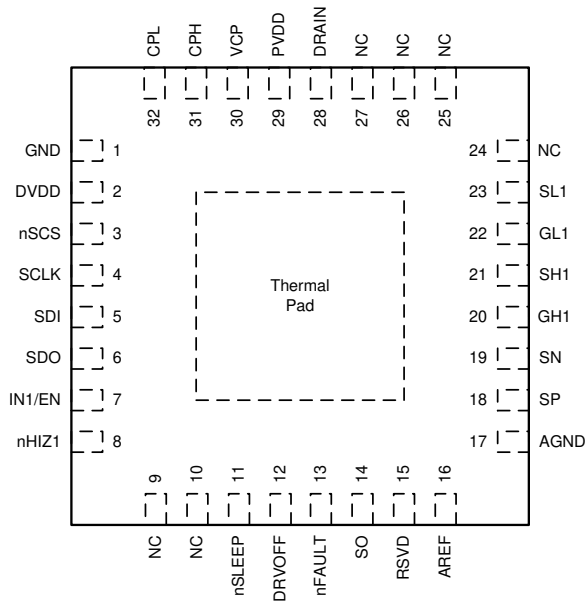 CPL
CPH
VCP
PVDD
DRAIN
NC
NC
NC
32
31
30
29
28
27
26
25
GND 1
DVDD 2
nSCS 3
SCLK 4
SDI 5
SDO 6
IN1/EN 7
nHIZ1 8
Thermal
Pad
24 NC
23 SL1
22 GL1
21 SH1
20 GH1
19 SN
18 SP
17 AGND
9
10
11
12
13
14
15
16
NC
NC
nSLEEP
DRVOFF
nFAULT
SO
RSVD
AREF